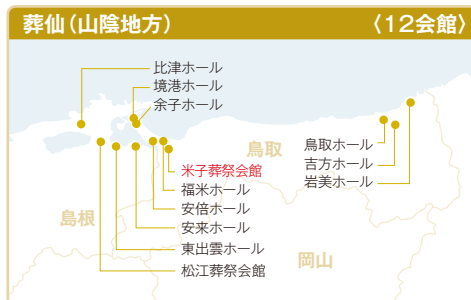 葬仙（山陰地方）
〈12会館〉
比津ホール
境港ホール
余子ホール
鳥取
鳥取ホール
吉方ホール
岩美ホール
米子葬祭会館
福米ホール
安倍ホール
安来ホール
東出雲ホール
松江葬祭会館
島根
岡山